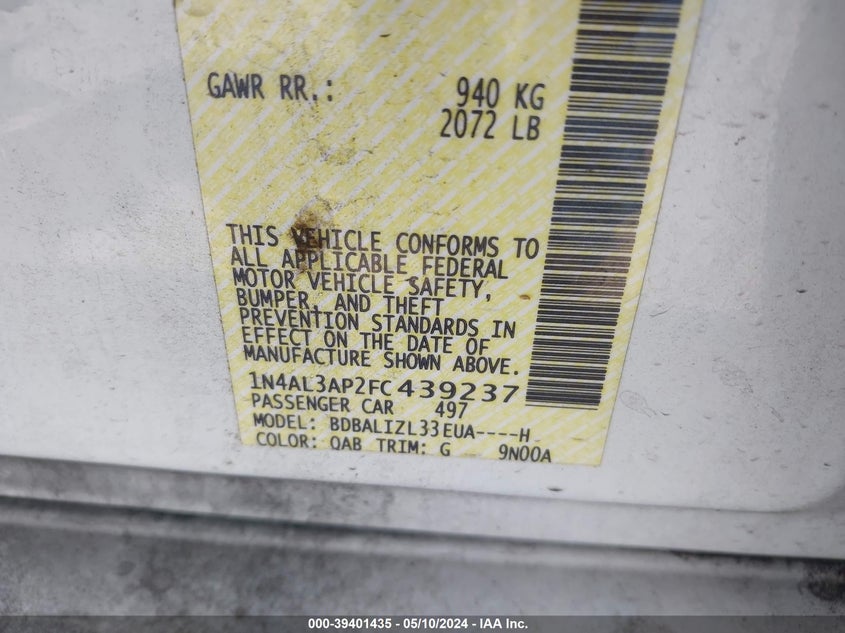 GAWR RR.: 940 KG
2072 LB
THIS VEHICLE CONFORMS TO
ALL APPLICABLE FEDERAL
MOTOR VEHICLE SAFETY,
BUMPER, AND THEFT
PREVENTION STANDARDS IN
EFFECT ON THE DATE OF
MANUFACTURE SHOWN ABOVE.
1N4AL3AP2FC439237
PASSENGER CAR 497
MODEL: BDBALIZL33EUA----H
COLOR: QAB TRIM: G 9N00A
000-39401435 - 05/10/2024 - IAA Inc.